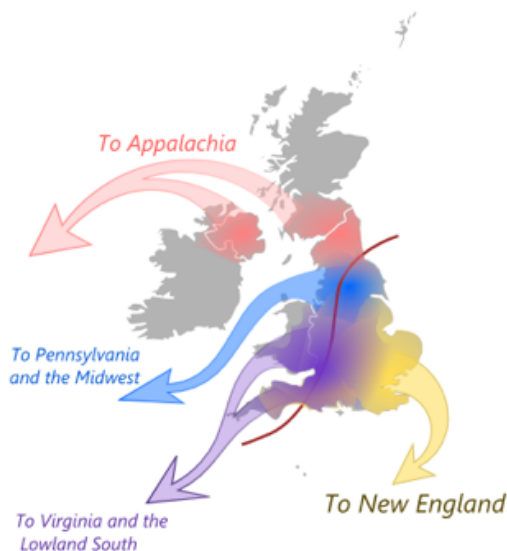 To Appalachia
To Pennsylvania
and the Midwest
To Virginia and the
Lowland South
To New England